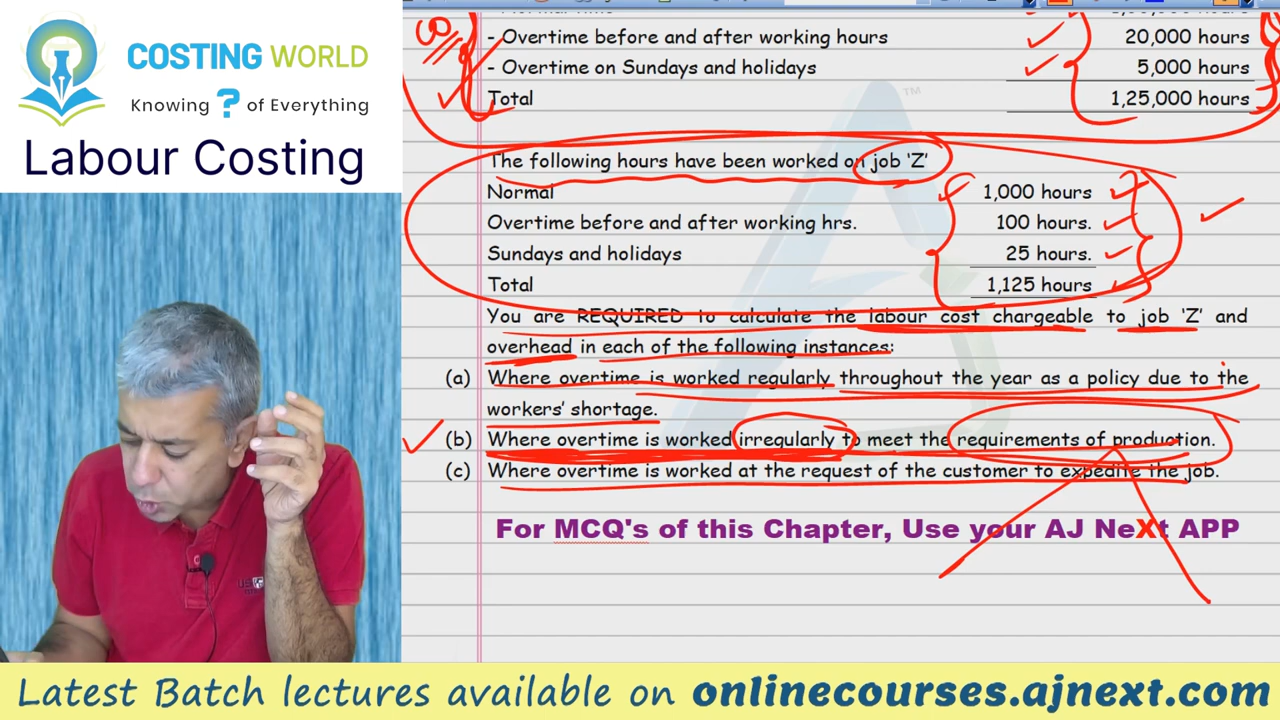 COSTING WORLD
Knowing ? of Everything
Labour Costing
- Overtime before and after working hours 20,000 hours
- Overtime on Sundays and holidays 5,000 hours
Total 1,25,000 hours
The following hours have been worked on job 'Z'
Normal 1,000 hours
Overtime before and after working hrs. 100 hours.
Sundays and holidays 25 hours.
Total 1,125 hours
You are REQUIRED to calculate the labour cost chargeable to job 'Z' and
overhead in each of the following instances:
(a) Where overtime is worked regularly throughout the year as a policy due to the
workers' shortage.
(b) Where overtime is worked irregularly to meet the requirements of production.
(c) Where overtime is worked at the request of the customer to expedite the job.
For MCQ's of this Chapter, Use your AJ NeXt APP
TM
Latest Batch lectures available on onlinecourses.ajnext.com